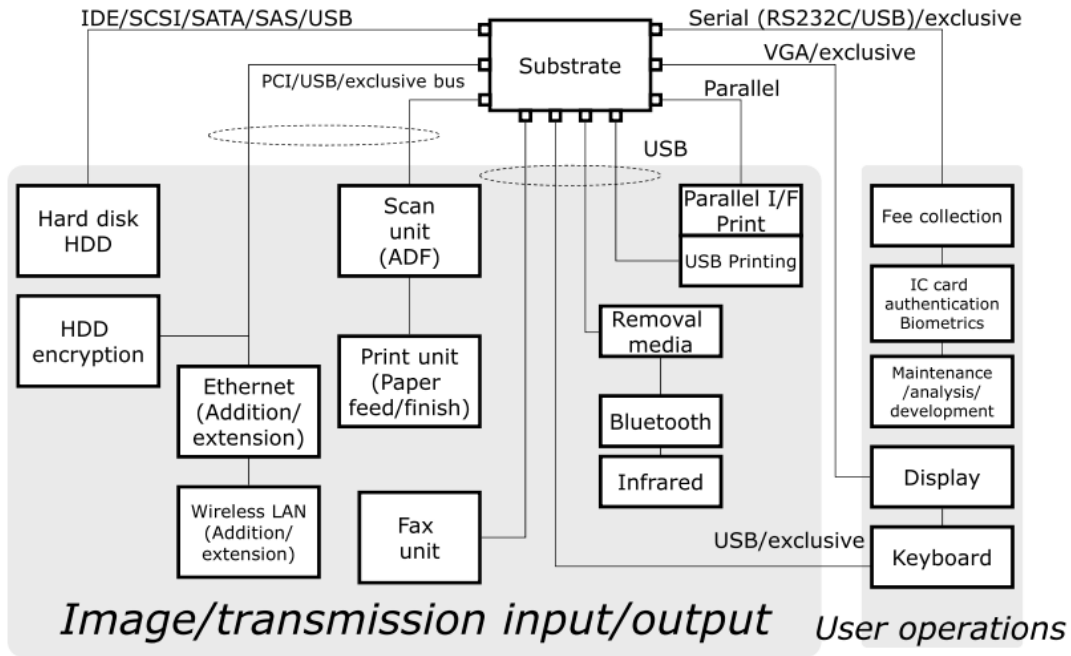 IDE/SCSI/SATA/SAS/USB
Serial (RS232C/USB)/exclusive
VGA/exclusive
Substrate
PCI/USB/exclusive bus
Parallel
USB
Hard disk
HDD
Scan
unit
(ADF)
Parallel I/F
Print
USB Printing
Fee collection
HDD
encryption
IC card
authentication
Biometrics
Removal
media
Print unit
(Paper
feed/finish)
Ethernet
(Addition/
extension)
Maintenance
/analysis/
development
Bluetooth
Infrared
Display
Wireless LAN
(Addition/
extension)
Fax
unit
USB/exclusive
Keyboard
Image/transmission input/output
User operations